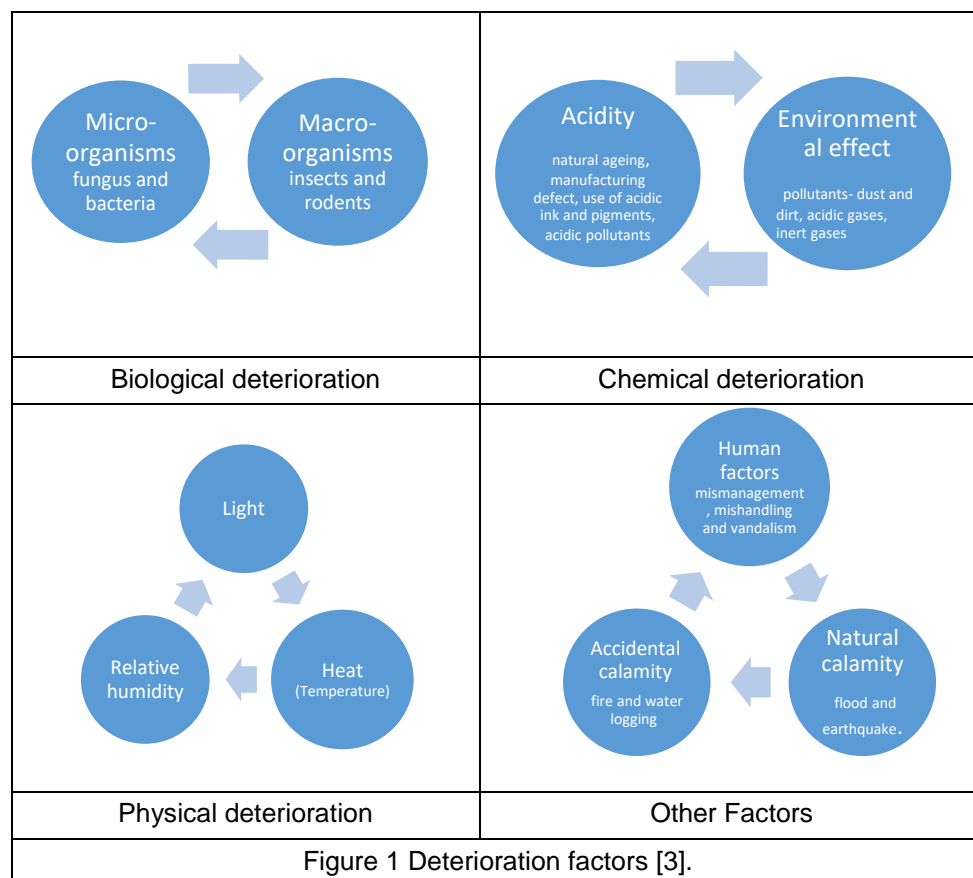 Micro-
organisms
fungus and
bacteria
Macro-
organisms
insects and
rodents
Biological deterioration
Acidity
natural ageing,
manufacturing
defect, use of acidic
ink and pigments,
acidic pollutants
Environment
al effect
pollutants- dust and
dirt, acidic gases,
inert gases
Chemical deterioration
Light
Heat
(Temperature)
Relative
humidity
Physical deterioration
Human
factors
mismanagement
, mishandling
and vandalism
Natural
calamity
flood and
earthquake.
Accidental
calamity
fire and water
logging
Other Factors
Figure 1 Deterioration factors [3].